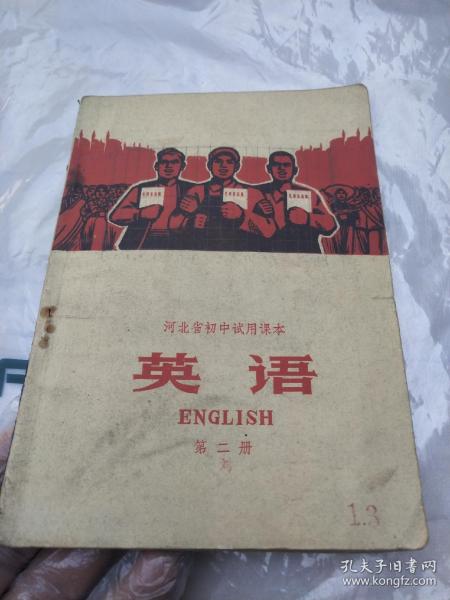 河北省初中试用课本
英语
ENGLISH
第二册
1.3
孔夫子旧书网
www.kongfz.com